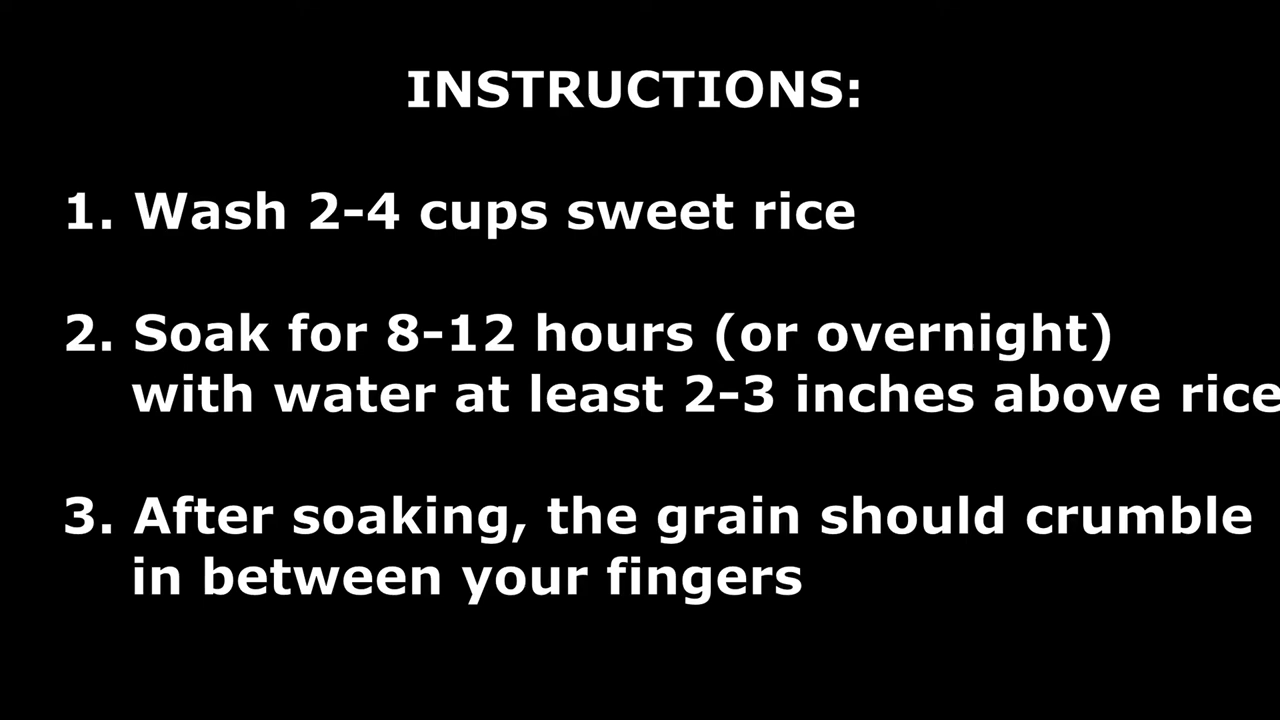 INSTRUCTIONS:
1. Wash 2-4 cups sweet rice
2. Soak for 8-12 hours (or overnight)
with water at least 2-3 inches above rice
3. After soaking, the grain should crumble
in between your fingers